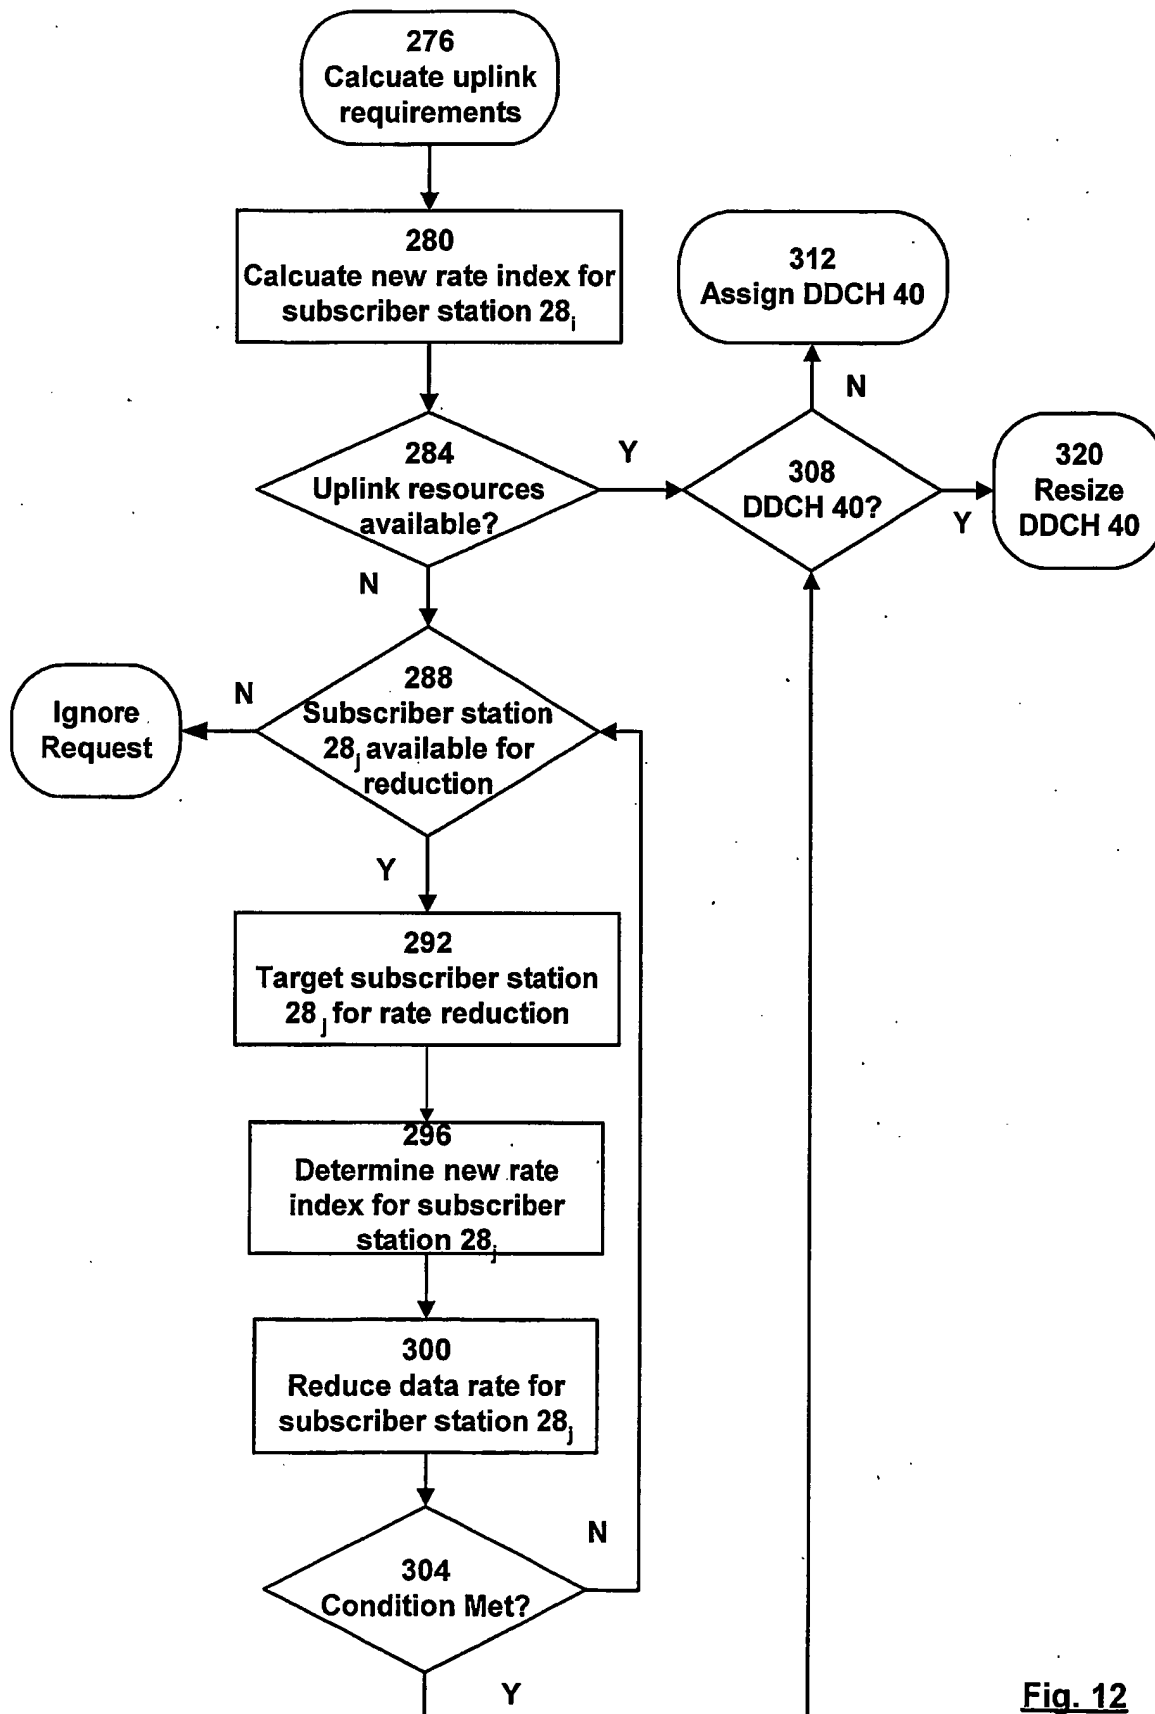 276
Calcuate uplink
requirements
280
Calcuate new rate index for
subscriber station 28i
312
Assign DDCH 40
N
284
Uplink resources
available?
Y
308
DDCH 40?
Y
320
Resize
DDCH 40
N
288
Subscriber station
28j available for
reduction
N
Ignore
Request
Y
292
Target subscriber station
28j for rate reduction
296
Determine new rate
index for subscriber
station 28j
300
Reduce data rate for
subscriber station 28j
N
304
Condition Met?
Y
Fig. 12